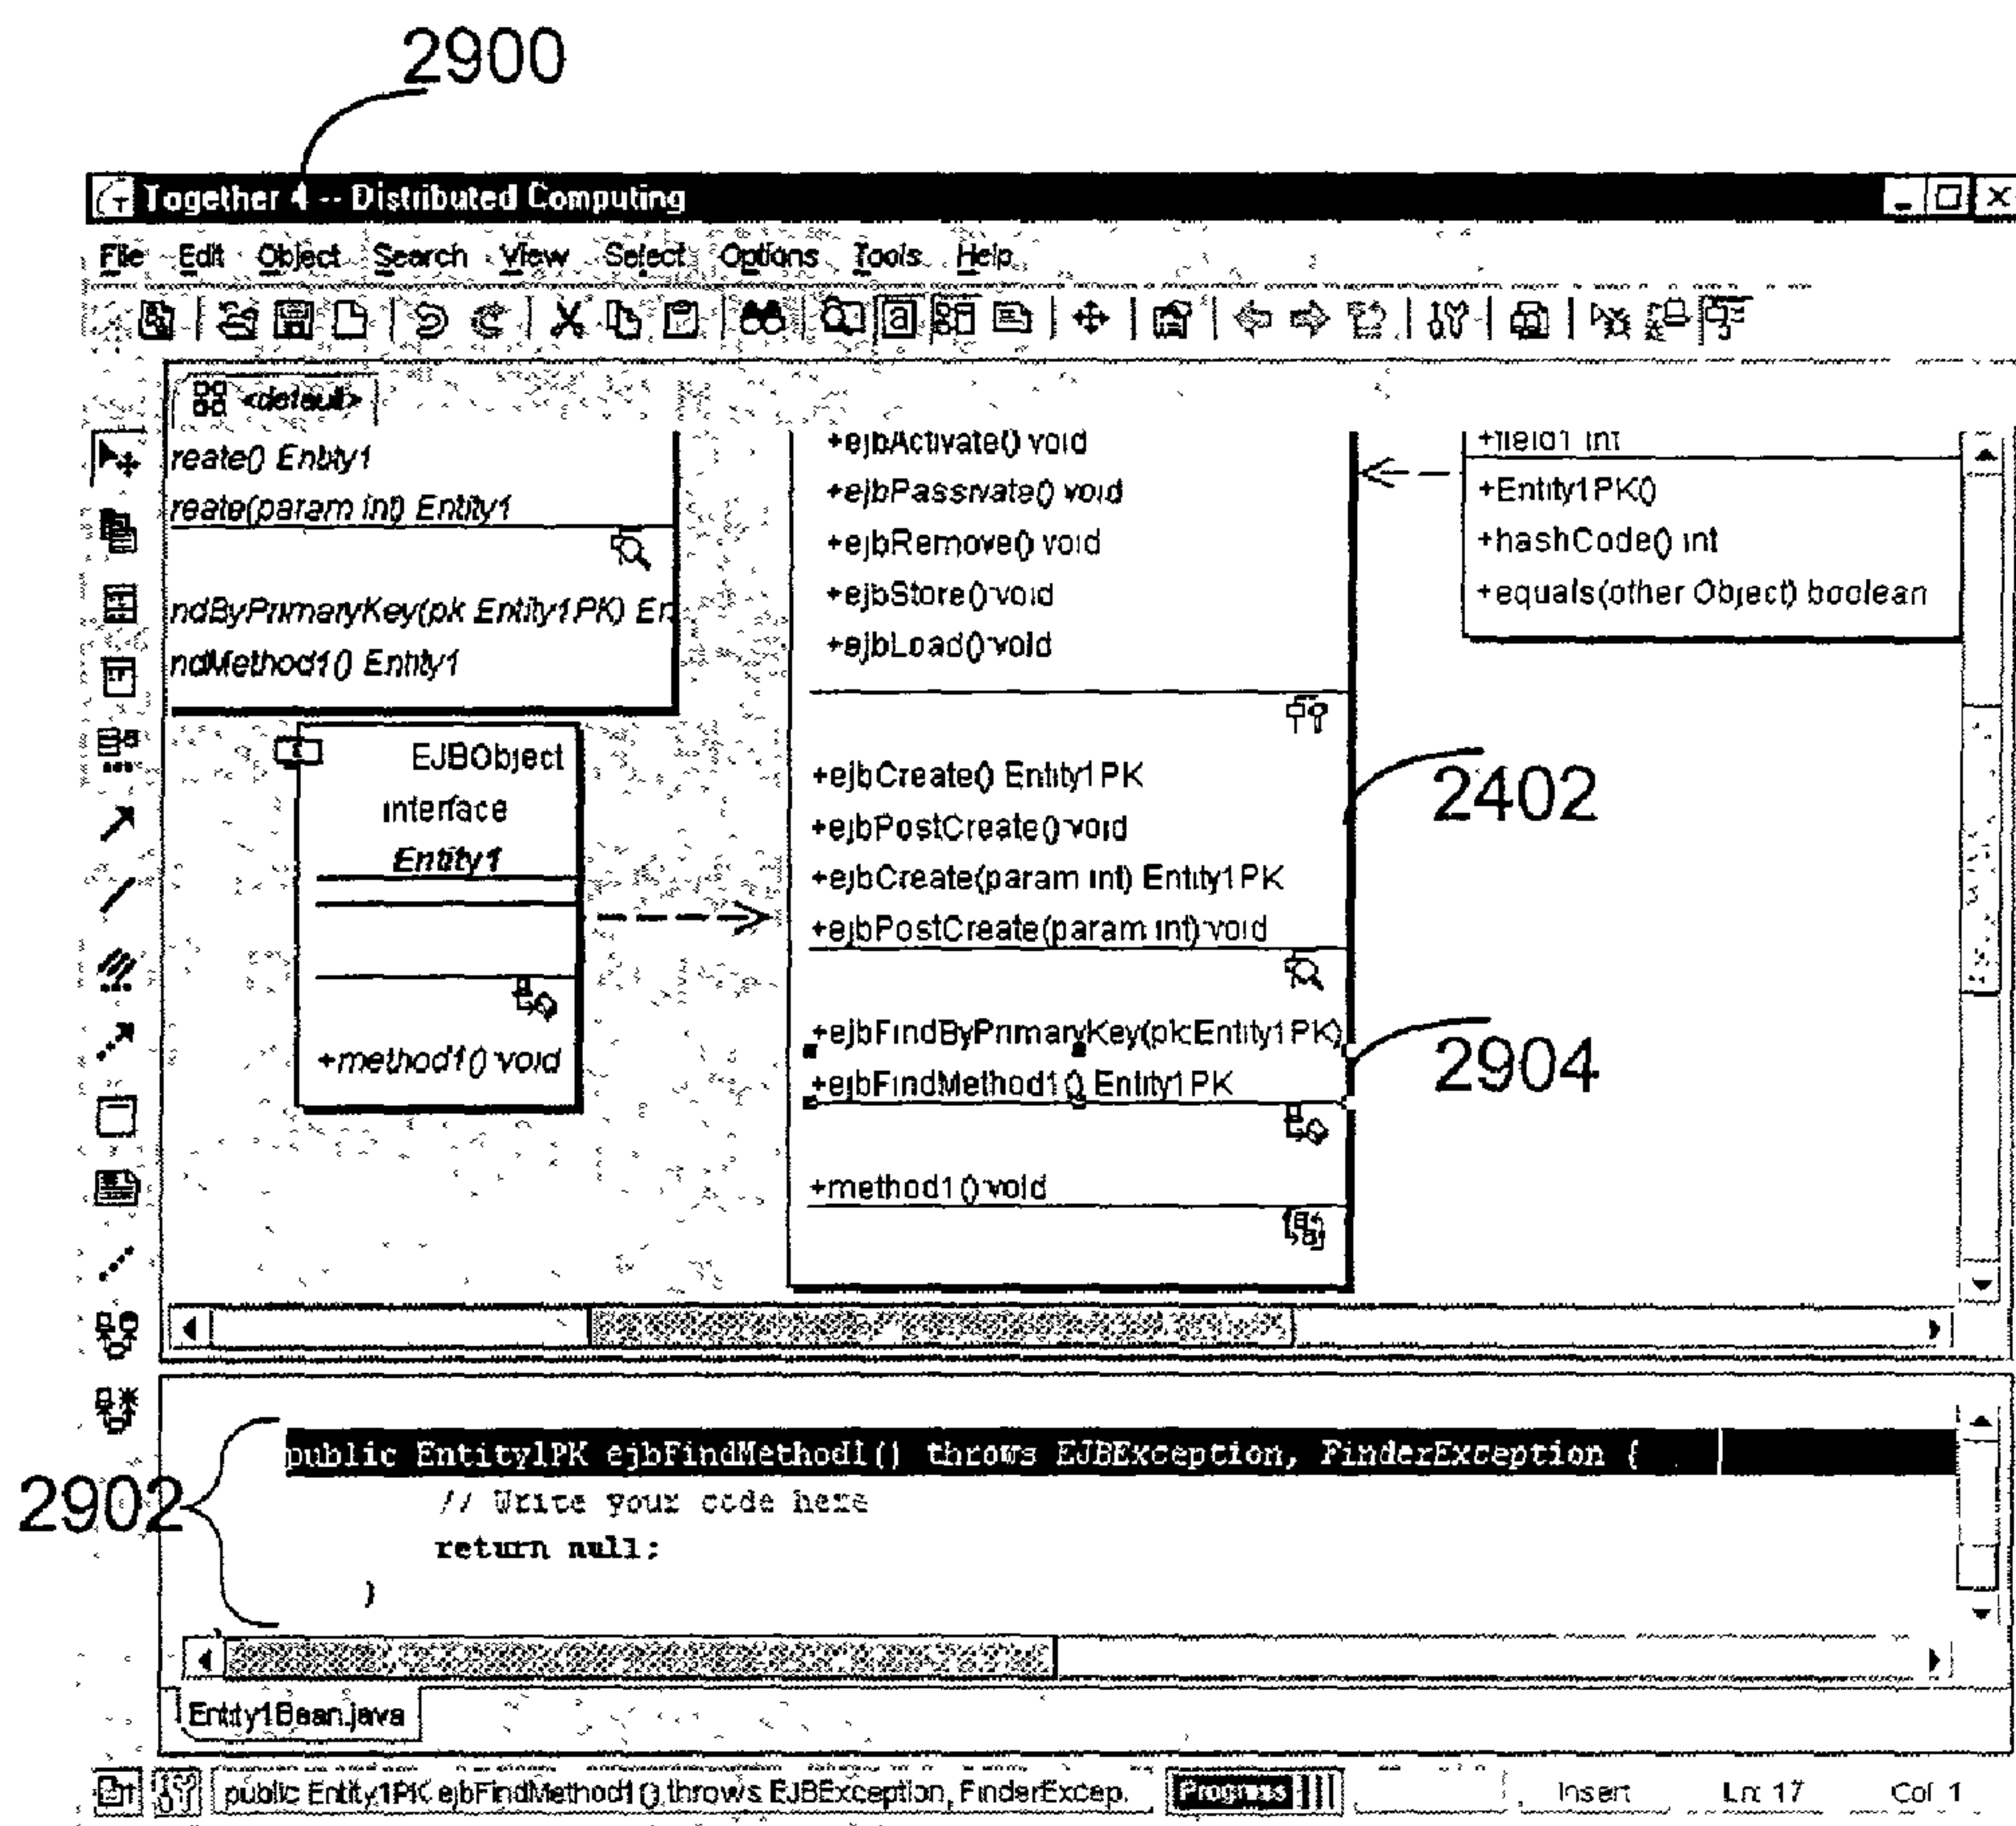 2900
Together 4 -- Distributed Computing
File Edit Object Search View Select Options Tools Help
<default>
reate() Entity1
reate(param int) Entity1
ndByPrimaryKey(pk Entity1PK) En
ndMethod1() Entity1
EJBObject
interface
Entity1
+method1() void
+ejbActivate() void
+ejbPassivate() void
+ejbRemove() void
+ejbStore() void
+ejbLoad() void
+ejbCreate() Entity1PK
+ejbPostCreate() void
+ejbCreate(param int) Entity1PK
+ejbPostCreate(param int) void
+ejbFindByPrimaryKey(pk:Entity1PK)
+ejbFindMethod1() Entity1PK
+method1() void
+field1 int
+Entity1PK()
+hashCode() int
+equals(other Object) boolean
2402
2904
2902
public Entity1PK ejbFindMethod1() throws EJBException, FinderException {
// Write your code here
return null;
}
Entity1Bean.java
public Entity1PK ejbFindMethod1() throws EJBException, FinderExcep.
Progress
Insert
Ln: 17
Col 1